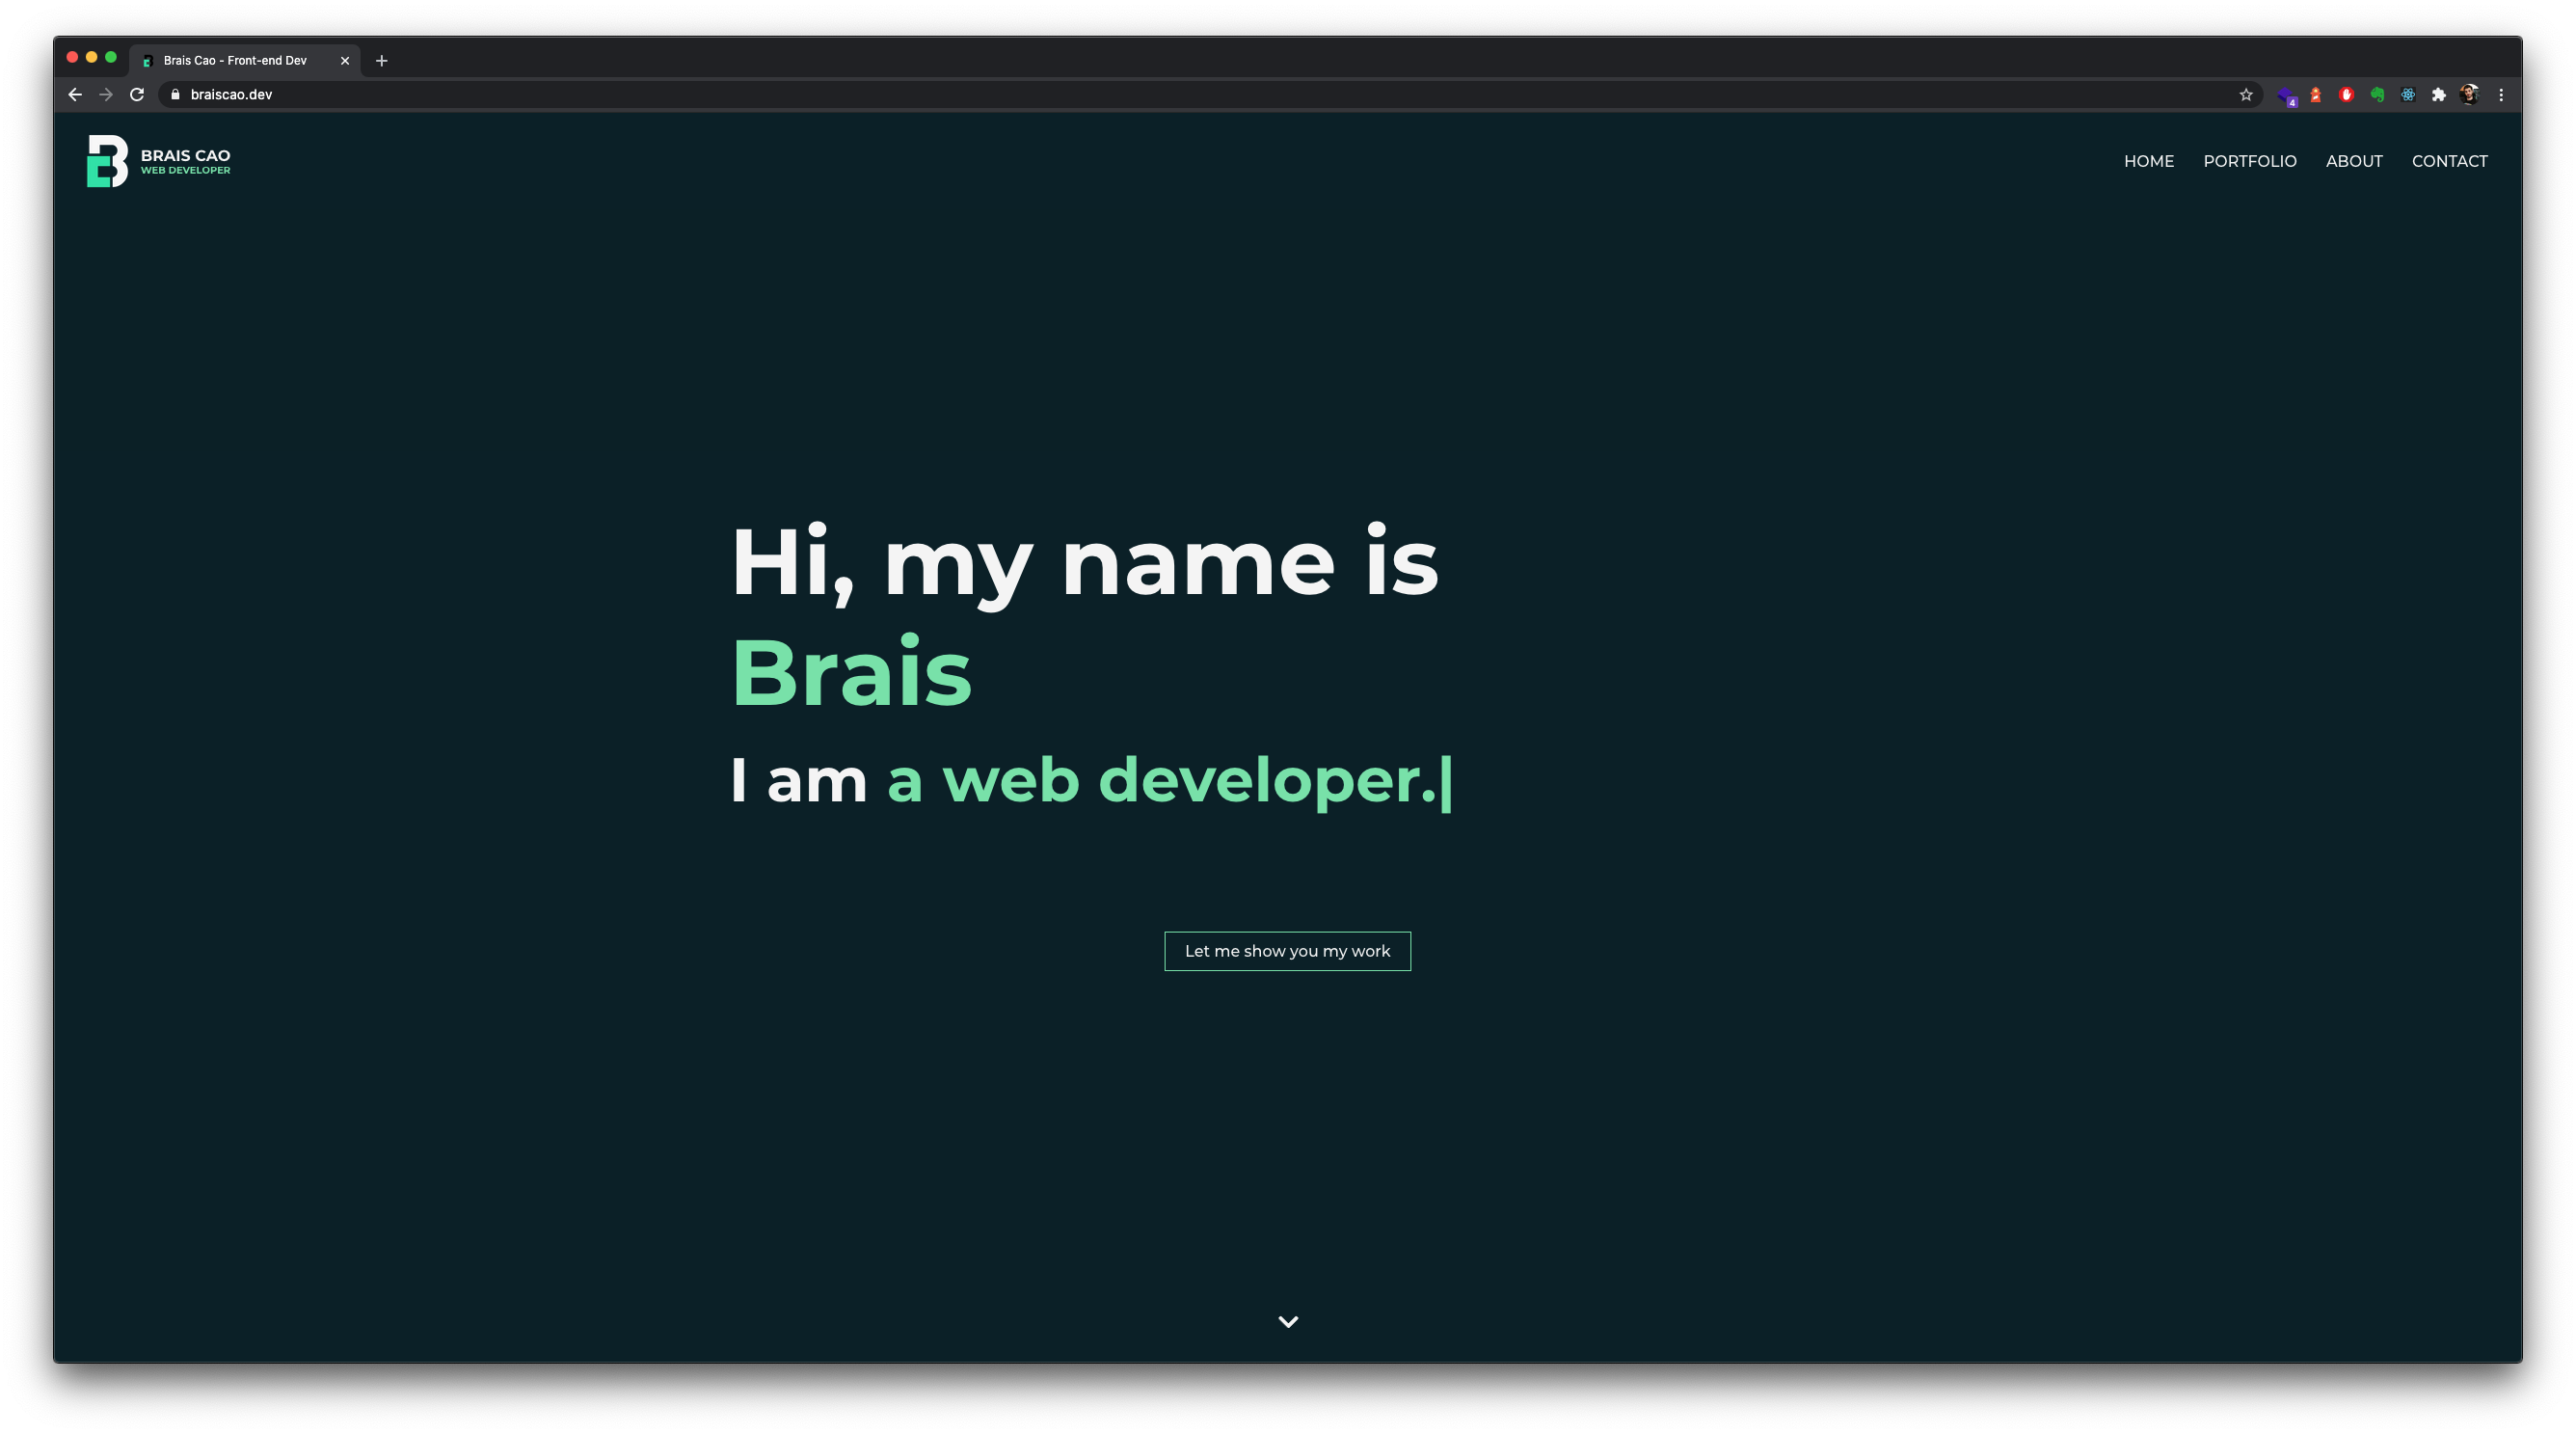 Brais Cao - Front-end Dev
braiscao.dev
4
BRAIS CAO
WEB DEVELOPER
HOME PORTFOLIO ABOUT CONTACT
Hi, my name is
Brais
I am a web developer.|
Let me show you my work